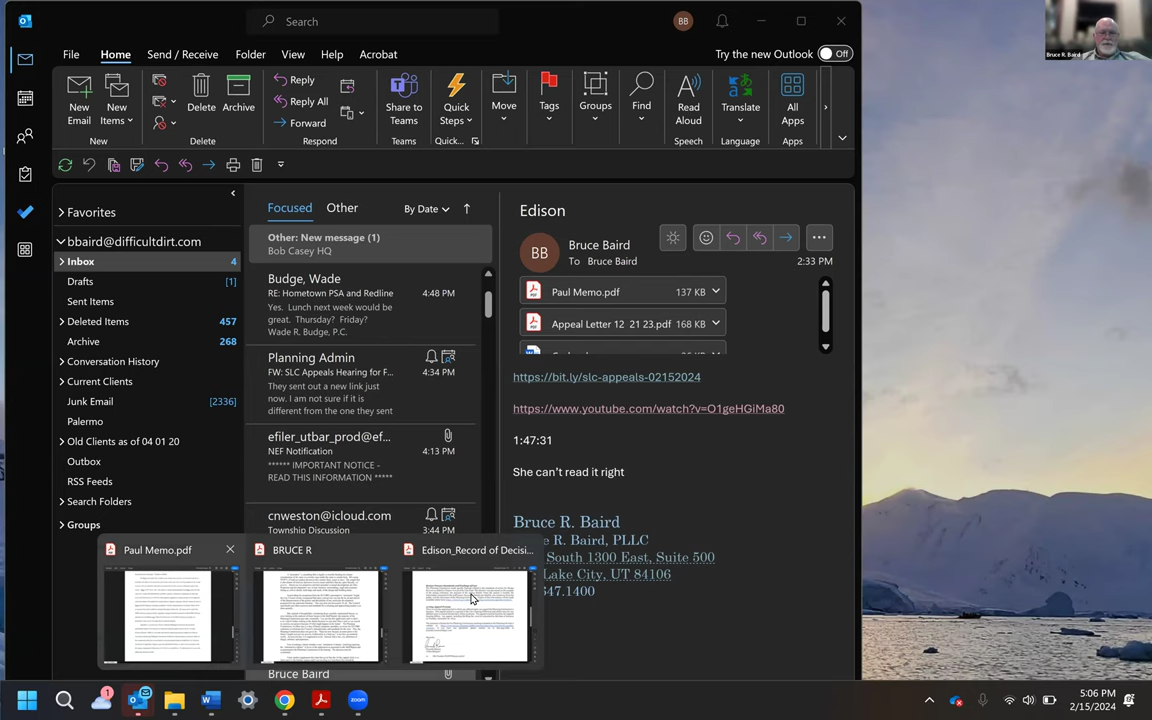 Search
BB
Bruce R. Baird
File Home Send / Receive Folder View Help Acrobat
Try the new Outlook Off
New Email
New Items
Delete
Archive
Reply
Reply All
Forward
Share to Teams
Quick Steps
Move
Tags
Groups
Find
Read Aloud
Translate
All Apps
New Delete Respond Teams Quick... Speech Language Apps
Favorites
bbaird@difficultdirt.com
Inbox 4
Drafts [1]
Sent Items
Deleted Items 457
Archive 268
Conversation History
Current Clients
Junk Email [2336]
Palermo
Old Clients as of 04 01 20
Outbox
RSS Feeds
Search Folders
Groups
Focused Other By Date
Other: New message (1)
Bob Casey HQ
Budge, Wade
RE: Hometown PSA and Redline 4:48 PM
Yes. Lunch next week would be
great. Thursday? Friday?
Wade R. Budge, P.C.
Planning Admin
FW: SLC Appeals Hearing for F... 4:34 PM
They sent out a new link just
now. I am not sure if it is
different from the one they sent
efiler_utbar_prod@ef...
NEF Notification 4:13 PM
****** IMPORTANT NOTICE -
READ THIS INFORMATION *****
cnweston@icloud.com
Township Discussion 3:44 PM
Bruce Baird
Edison
BB
Bruce Baird
To Bruce Baird
2:33 PM
Paul Memo.pdf 137 KB
Appeal Letter 12 21 23.pdf 168 KB
https://bit.ly/slc-appeals-02152024
https://www.youtube.com/watch?v=O1geHGiMa80
1:47:31
She can't read it right
Bruce R. Baird
e R. Baird, PLLC
South 1300 East, Suite 500
Lake City, UT 84106
647.1400
Paul Memo.pdf
BRUCE R
Edison_Record of Decisi...
1
zoom
5:06 PM
2/15/2024